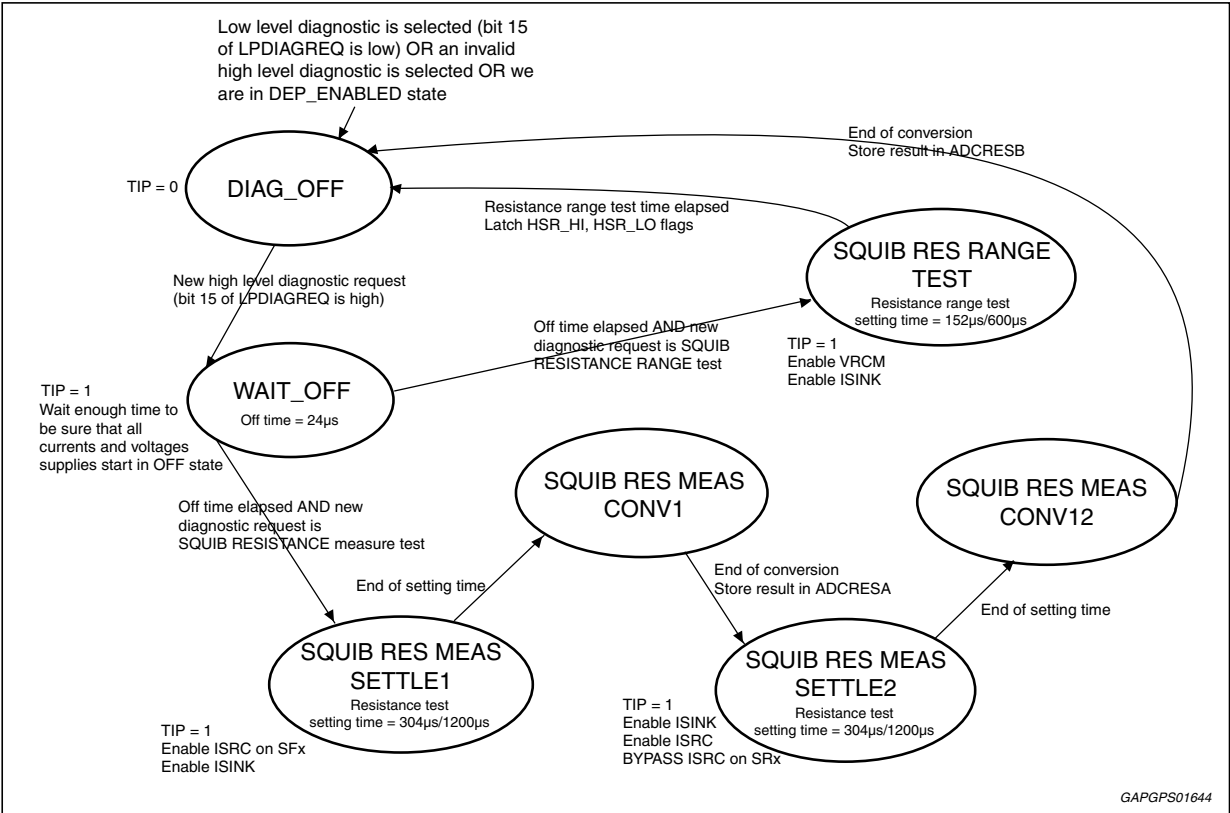 Low level diagnostic is selected (bit 15
of LPDIAGREQ is low) OR an invalid
high level diagnostic is selected OR we
are in DEP_ENABLED state
End of conversion
Store result in ADCRESB
TIP = 0
DIAG_OFF
Resistance range test time elapsed
Latch HSR_HI, HSR_LO flags
SQUIB RES RANGE
TEST
Resistance range test
setting time = 152µs/600µs
New high level diagnostic request
(bit 15 of LPDIAGREQ is high)
Off time elapsed AND new
diagnostic request is SQUIB
RESISTANCE RANGE test
TIP = 1
Enable VRCM
Enable ISINK
TIP = 1
Wait enough time to
be sure that all
currents and voltages
supplies start in OFF state
WAIT_OFF
Off time = 24µs
SQUIB RES MEAS
CONV1
SQUIB RES MEAS
CONV12
Off time elapsed AND new
diagnostic request is
SQUIB RESISTANCE measure test
End of setting time
End of conversion
Store result in ADCRESA
End of setting time
SQUIB RES MEAS
SETTLE1
Resistance test
setting time = 304µs/1200µs
TIP = 1
Enable ISRC on SFx
Enable ISINK
SQUIB RES MEAS
SETTLE2
Resistance test
setting time = 304µs/1200µs
TIP = 1
Enable ISINK
Enable ISRC
BYPASS ISRC on SRx
GAPGPS01644